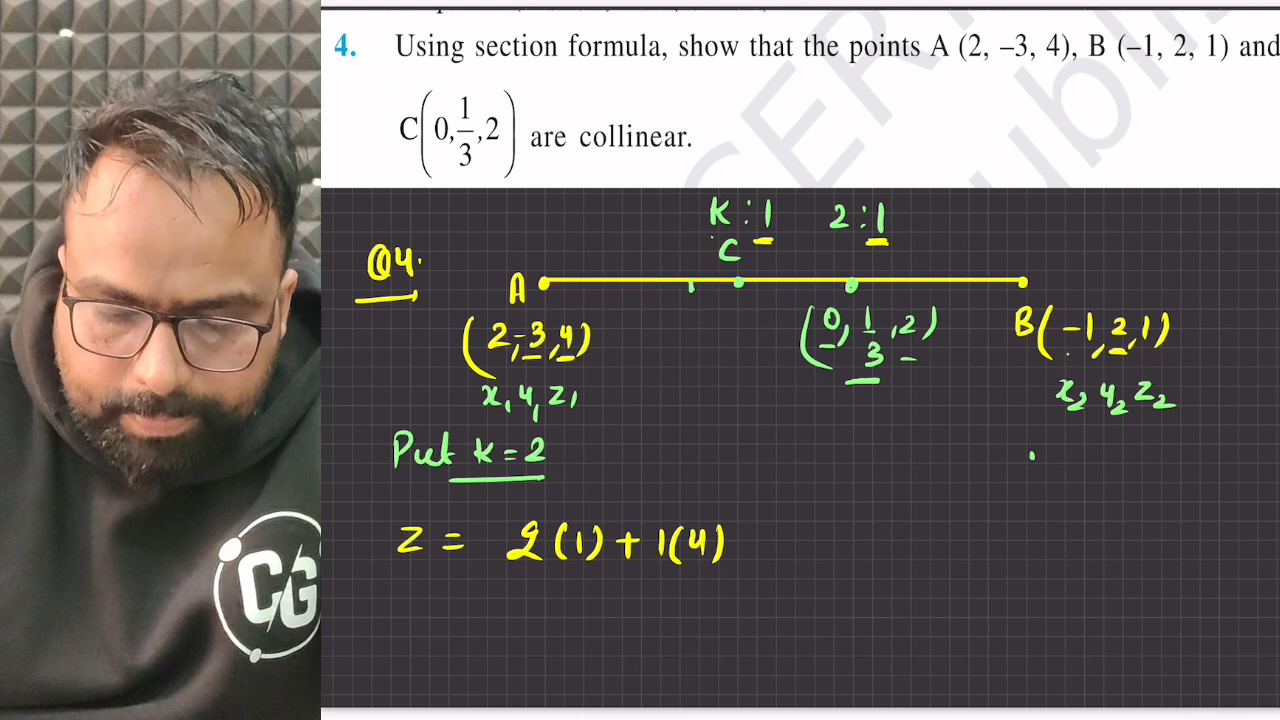 4. Using section formula, show that the points A (2, –3, 4), B (–1, 2, 1) and
C(0, 1/3, 2) are collinear.
K : 1 2 : 1
Q4. C
A
(2, -3, 4) (0, 1/3, 2) B(-1, 2, 1)
x₁ y₁ z₁ x₂ y₂ z₂
Put k = 2
z = 2(1) + 1(4)
CG